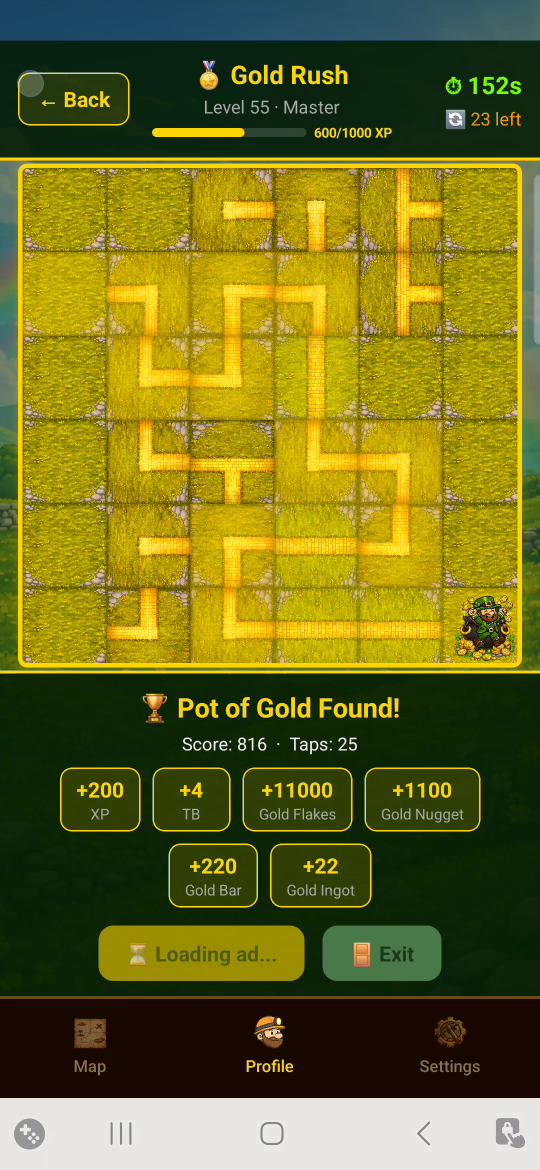 ← Back
🏅 Gold Rush
Level 55 · Master
600/1000 XP
⏱ 152s
🔄 23 left
🏆 Pot of Gold Found!
Score: 816 · Taps: 25
+200
XP
+4
TB
+11000
Gold Flakes
+1100
Gold Nugget
+220
Gold Bar
+22
Gold Ingot
⏳ Loading ad...
🚪 Exit
Map
Profile
Settings